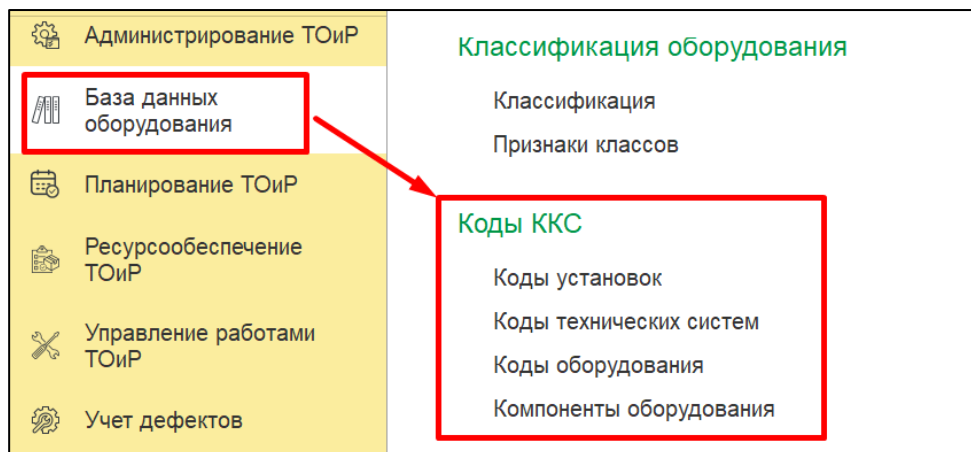 Администрирование ТОиР
База данных
оборудования
Планирование ТОиР
Ресурсообеспечение
ТОиР
Управление работами
ТОиР
Учет дефектов
Классификация оборудования
Классификация
Признаки классов
Коды ККС
Коды установок
Коды технических систем
Коды оборудования
Компоненты оборудования